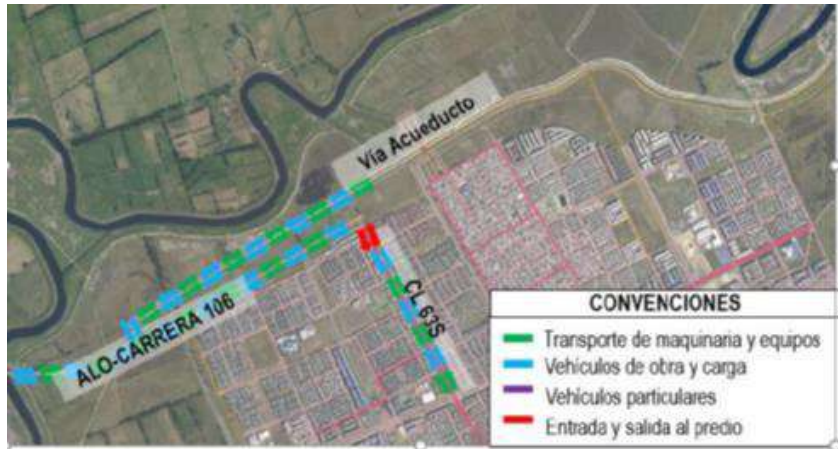 Vía Acueducto
ALO-CARRERA 106
CL 63S
CONVENCIONES
Transporte de maquinaria y equipos
Vehículos de obra y carga
Vehículos particulares
Entrada y salida al predio